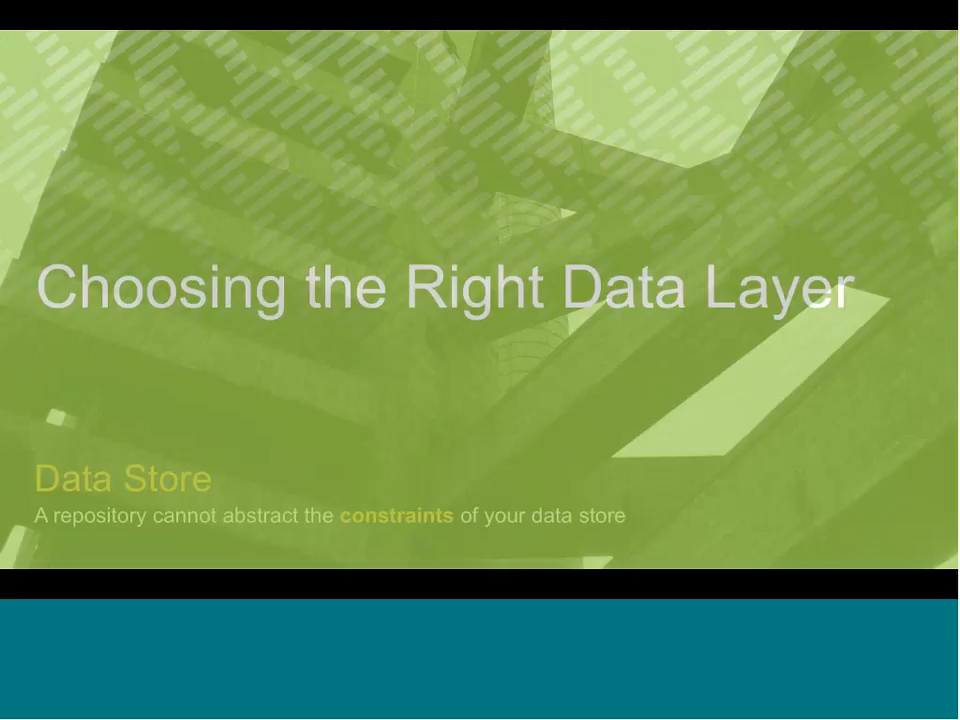 Choosing the Right Data Layer
Data Store
A repository cannot abstract the constraints of your data store